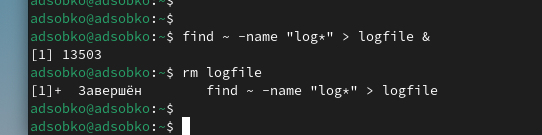 adsobko@adsobko:~$
adsobko@adsobko:~$
adsobko@adsobko:~$ find ~ -name "log*" > logfile &
[1] 13503
adsobko@adsobko:~$ rm logfile
[1]+  Завершён        find ~ -name "log*" > logfile
adsobko@adsobko:~$
adsobko@adsobko:~$